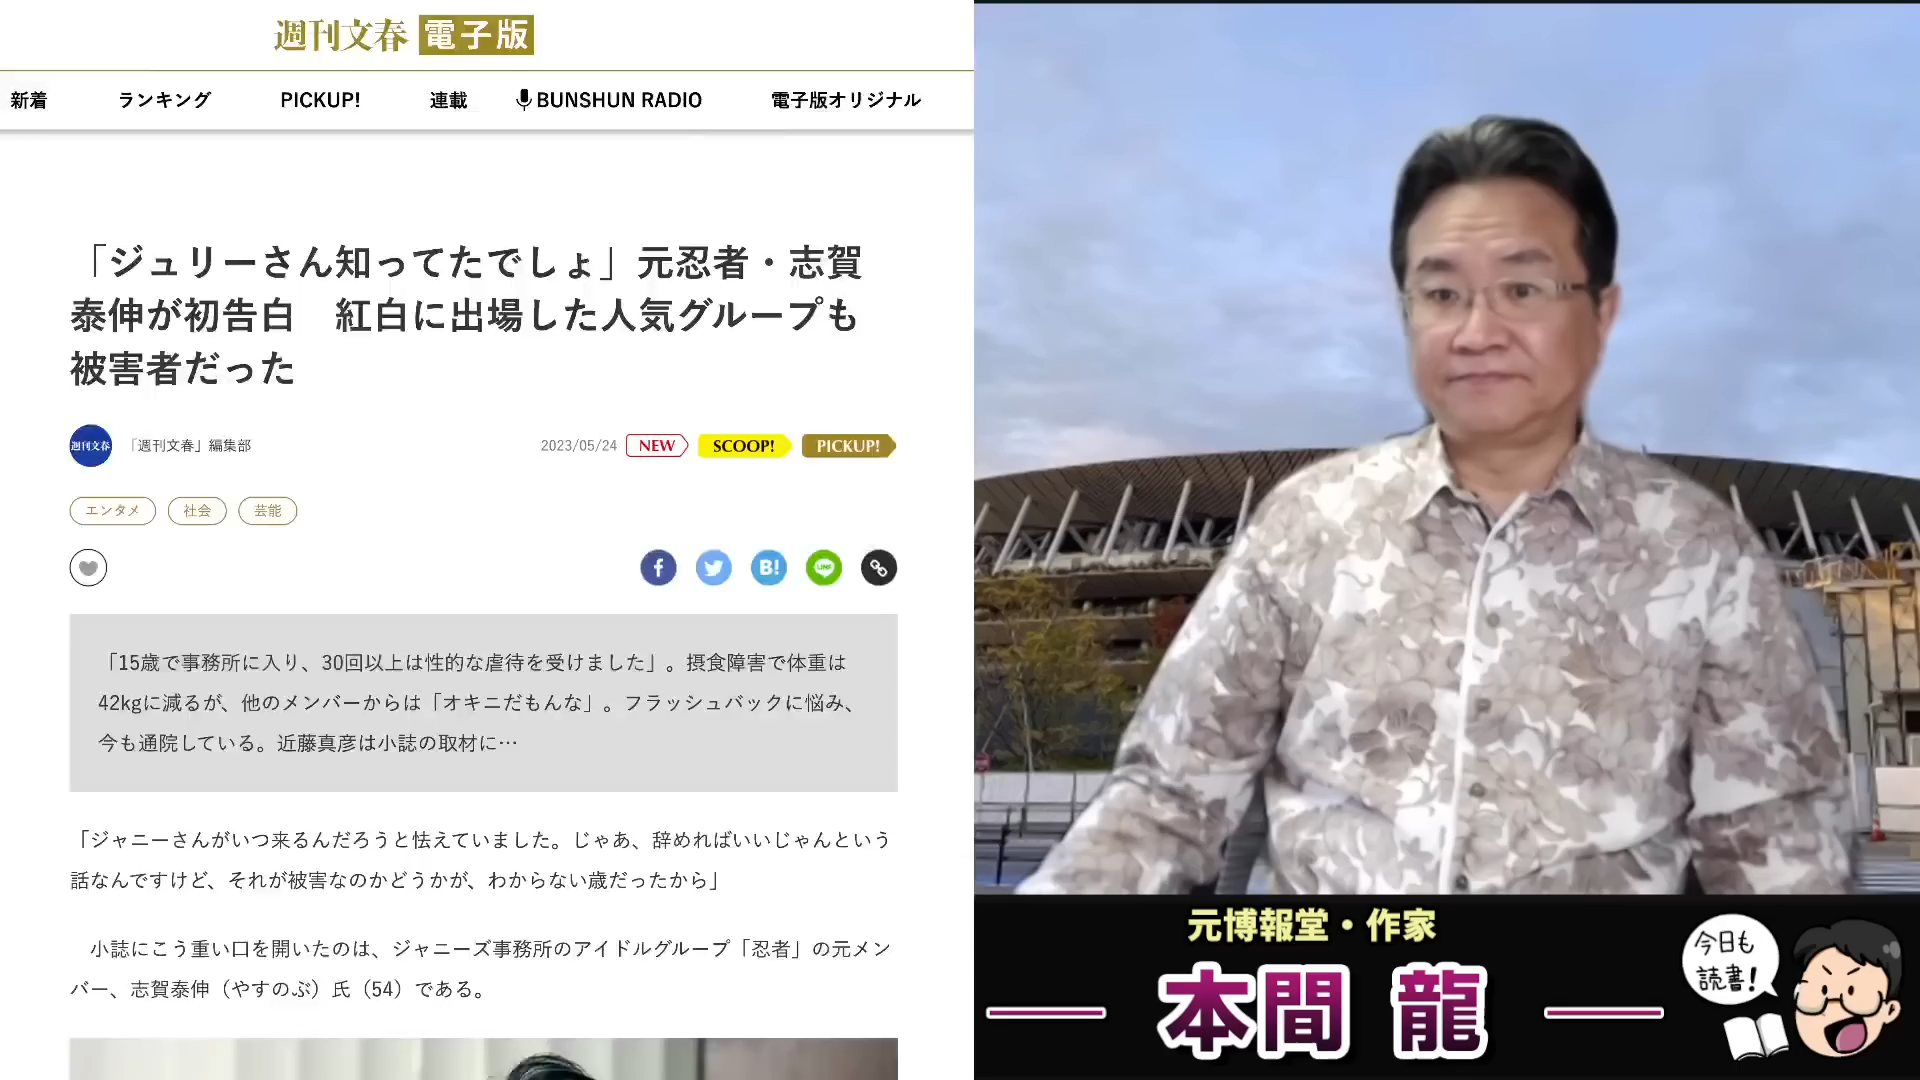 週刊文春 電子版
新着 ランキング PICKUP! 連載 BUNSHUN RADIO 電子版オリジナル
「ジュリーさん知ってたでしょ」元忍者・志賀
泰伸が初告白 紅白に出場した人気グループも
被害者だった
週刊文春 「週刊文春」編集部 2023/05/24 NEW SCOOP! PICKUP!
エンタメ 社会 芸能
f B! LINE
「15歳で事務所に入り、30回以上は性的な虐待を受けました」。摂食障害で体重は
42kgに減るが、他のメンバーからは「オキニだもんな」。フラッシュバックに悩み、
今も通院している。近藤真彦は小誌の取材に…
「ジャニーさんがいつ来るんだろうと怯えていました。じゃあ、辞めればいいじゃんという
話なんですけど、それが被害なのかどうかが、わからない歳だったから」
小誌にこう重い口を開いたのは、ジャニーズ事務所のアイドルグループ「忍者」の元メン
バー、志賀泰伸（やすのぶ）氏（54）である。
元博報堂・作家
本間 龍
今日も
読書!